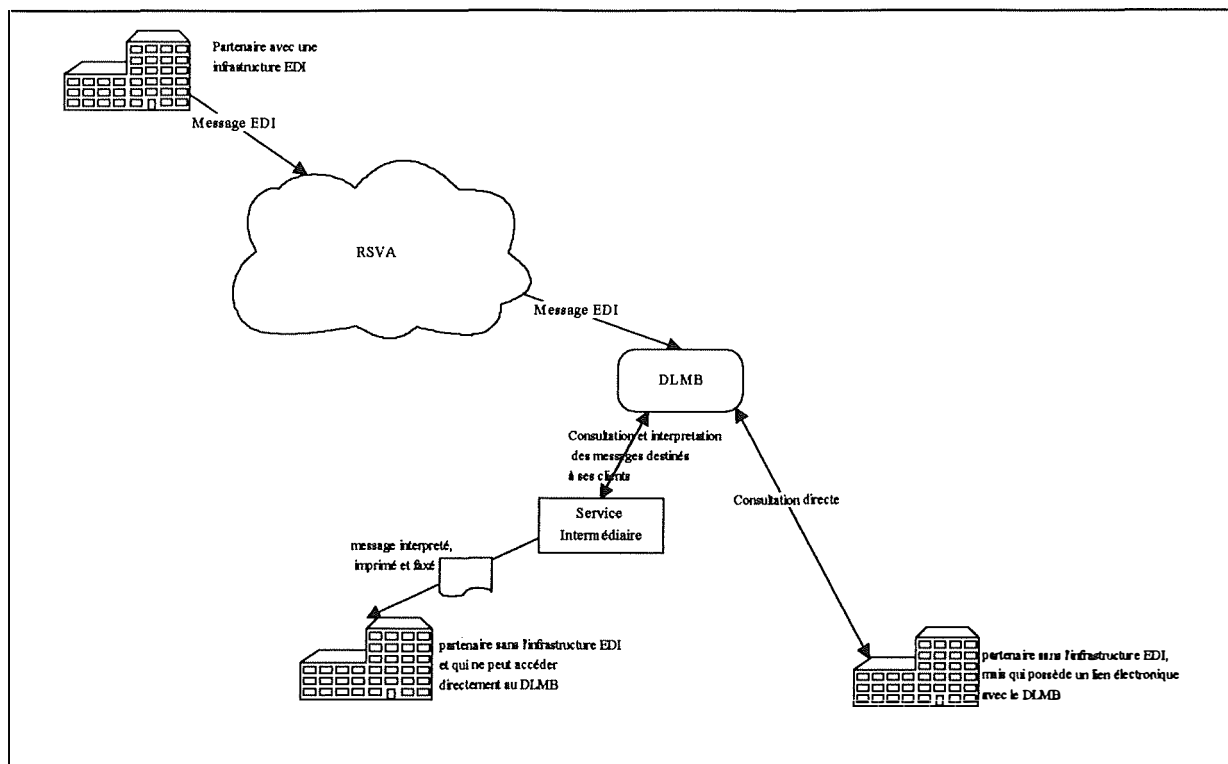 Partenaire avec une
infrastructure EDI
Message EDI
RSVA
Message EDI
DLMB
Consultation et interpretation
des messages destinés
à ses clients
Consultation directe
Service
Intermédiaire
message interpreté,
imprimé et faxé
partenaire sans l'infrastructure EDI
et qui ne peut accéder
directement au DLMB
partenaire sans l'infrastructure EDI,
mais qui possède un lien électronique
avec le DLMB